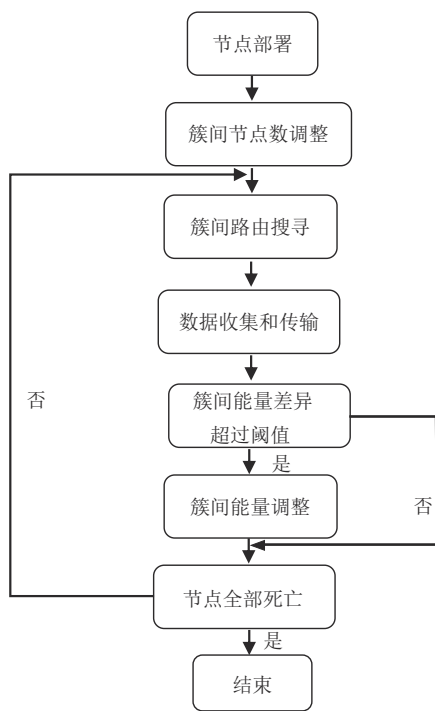 节点部署
簇间节点数调整
簇间路由搜寻
数据收集和传输
否
簇间能量差异
超过阈值
是
簇间能量调整
否
节点全部死亡
是
结束